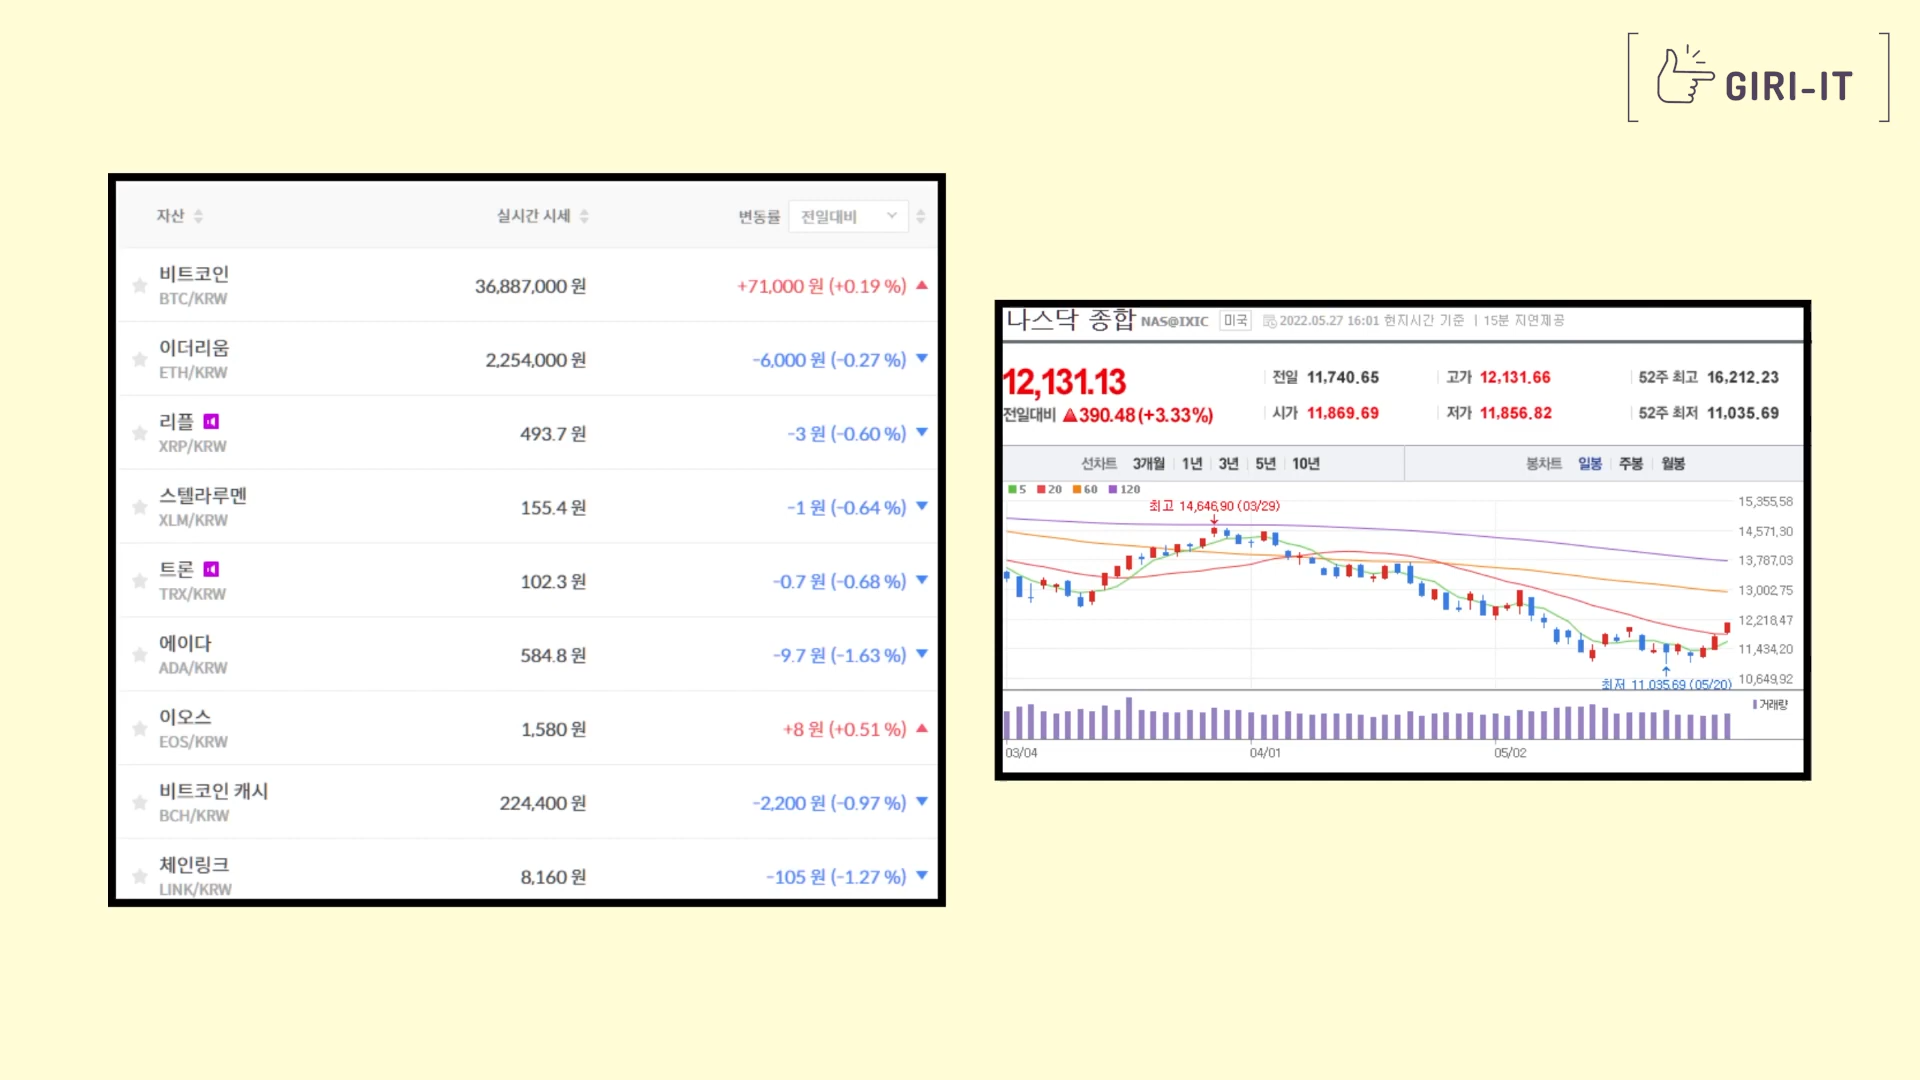 GIRI-IT
자산 실시간 시세 변동률 전일대비
비트코인
BTC/KRW
36,887,000 원 +71,000 원 (+0.19 %)
이더리움
ETH/KRW
2,254,000 원 -6,000 원 (-0.27 %)
리플
XRP/KRW
493.7 원 -3 원 (-0.60 %)
스텔라루멘
XLM/KRW
155.4 원 -1 원 (-0.64 %)
트론
TRX/KRW
102.3 원 -0.7 원 (-0.68 %)
에이다
ADA/KRW
584.8 원 -9.7 원 (-1.63 %)
이오스
EOS/KRW
1,580 원 +8 원 (+0.51 %)
비트코인 캐시
BCH/KRW
224,400 원 -2,200 원 (-0.97 %)
체인링크
LINK/KRW
8,160 원 -105 원 (-1.27 %)
나스닥 종합 NAS@IXIC 미국 2022.05.27 16:01 현지시간 기준 | 15분 지연제공
12,131.13
전일대비 ▲390.48(+3.33%)
전일 11,740.65 고가 12,131.66 52주 최고 16,212.23
시가 11,869.69 저가 11,856.82 52주 최저 11,035.69
선차트 3개월 1년 3년 5년 10년 봉차트 일봉 주봉 월봉
5 20 60 120
최고 14,646,90 (03/29)
15,355,58
14,571,30
13,787,03
13,002,75
12,218,47
11,434,20
10,649,92
최저 11,035,69 (05/20)
거래량
03/04 04/01 05/02